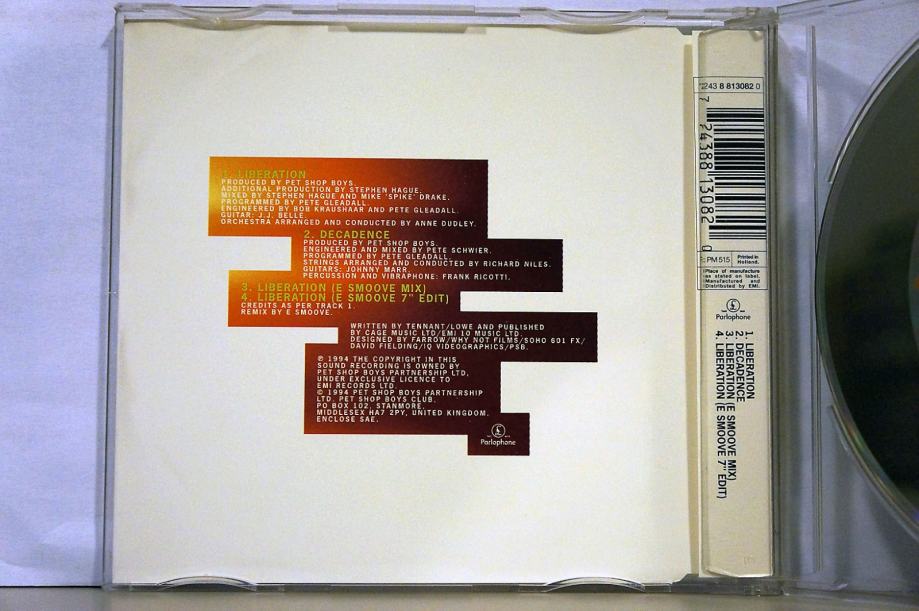 1. LIBERATION
PRODUCED BY PET SHOP BOYS.
ADDITIONAL PRODUCTION BY STEPHEN HAGUE.
MIXED BY STEPHEN HAGUE AND MIKE 'SPIKE' DRAKE.
PROGRAMMED BY PETE GLEADALL.
ENGINEERED BY BOB KRAUSHAAR AND PETE GLEADALL.
GUITAR: J.J. BELLE.
ORCHESTRA ARRANGED AND CONDUCTED BY ANNE DUDLEY.
2. DECADENCE
PRODUCED BY PET SHOP BOYS.
ENGINEERED AND MIXED BY PETE SCHWIER.
PROGRAMMED BY PETE GLEADALL.
STRINGS ARRANGED AND CONDUCTED BY RICHARD NILES.
GUITARS: JOHNNY MARR.
PERCUSSION AND VIBRAPHONE: FRANK RICOTTI.
3. LIBERATION (E SMOOVE MIX)
4. LIBERATION (E SMOOVE 7" EDIT)
CREDITS AS PER TRACK 1.
REMIX BY E SMOOVE.
WRITTEN BY TENNANT/LOWE AND PUBLISHED
BY CAGE MUSIC LTD/EMI 10 MUSIC LTD.
DESIGNED BY FARROW/WHY NOT FILMS/SOHO 601 FX/
DAVID FIELDING/IQ VIDEOGRAPHICS/PSB.
℗ 1994 THE COPYRIGHT IN THIS
SOUND RECORDING IS OWNED BY
PET SHOP BOYS PARTNERSHIP LTD,
UNDER EXCLUSIVE LICENCE TO
EMI RECORDS LTD.
© 1994 PET SHOP BOYS PARTNERSHIP
LTD. PET SHOP BOYS CLUB.
PO BOX 102, STANMORE,
MIDDLESEX HA7 2PY, UNITED KINGDOM.
ENCLOSE SAE.
Parlophone
243 8 813082 0
7 24388 13082 0
PM 515
Printed in
Holland.
Place of manufacture
as stated on label.
Manufactured and
Distributed by EMI.
Parlophone
1. LIBERATION
2. DECADENCE
3. LIBERATION (E SMOOVE MIX)
4. LIBERATION (E SMOOVE 7" EDIT)